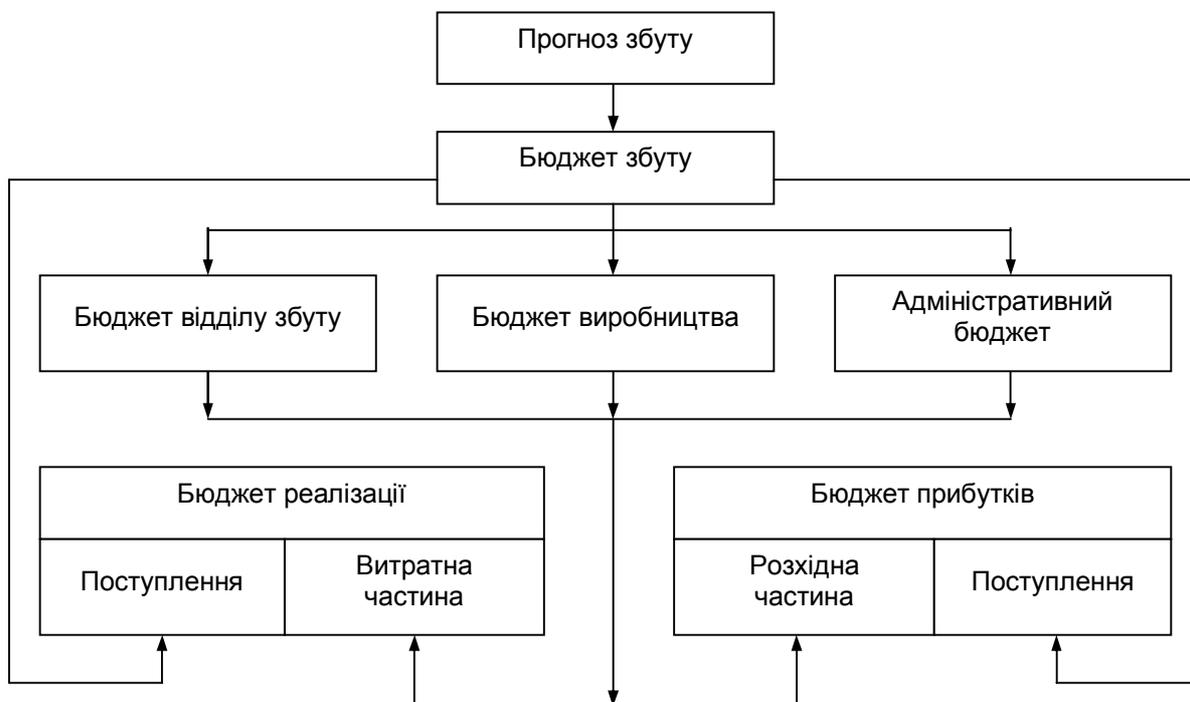 Прогноз збуту
Бюджет збуту
Бюджет відділу збуту
Бюджет виробництва
Адміністративний
бюджет
Бюджет реалізації
Бюджет прибутків
Поступлення
Витратна
частина
Розхідна
частина
Поступлення